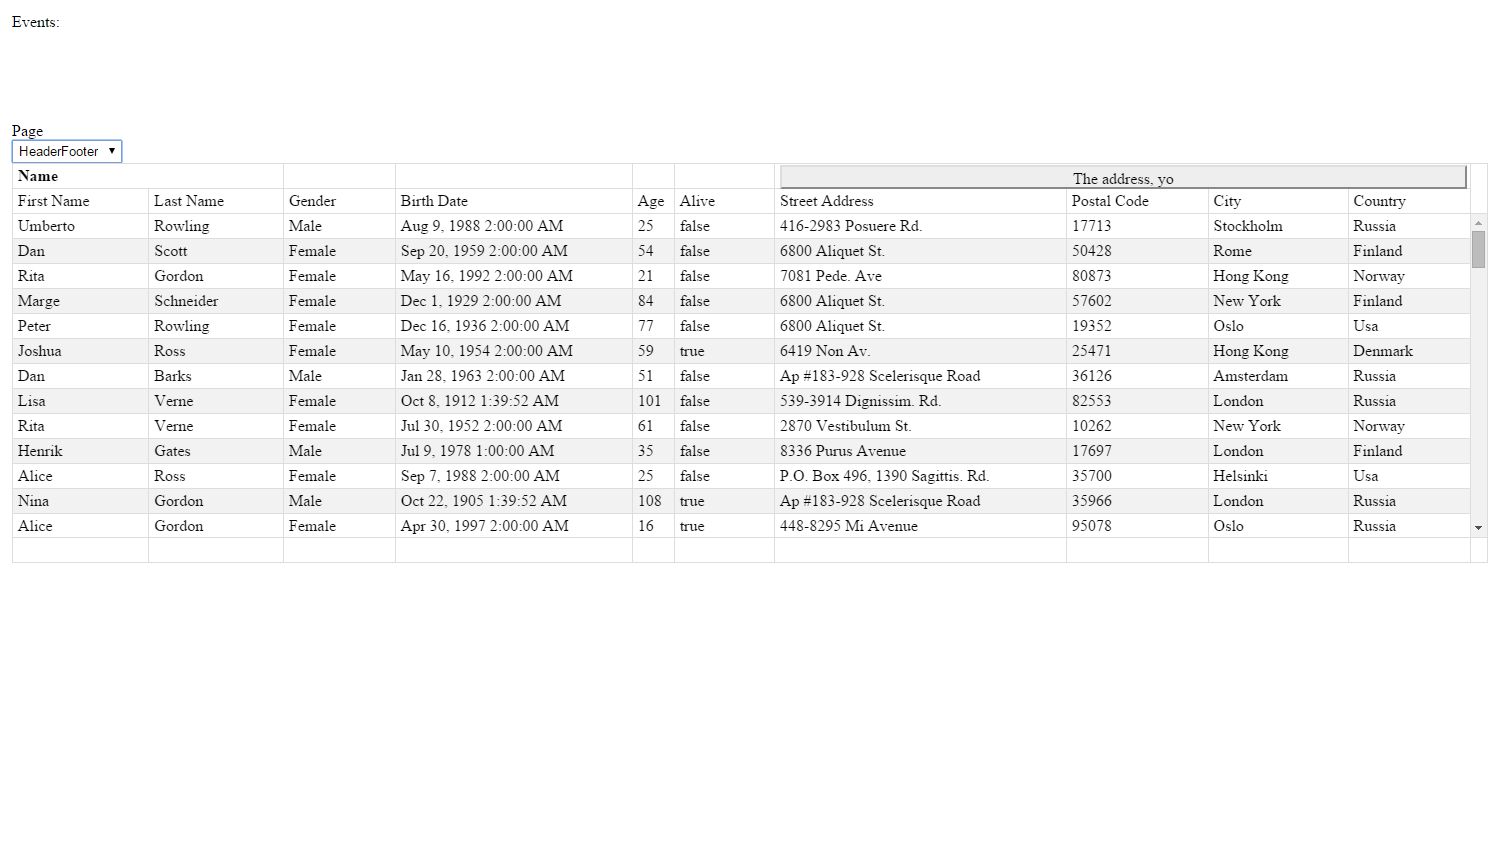 Events:
Page
HeaderFooter
Name The address, yo
First Name Last Name Gender Birth Date Age Alive Street Address Postal Code City Country
Umberto Rowling Male Aug 9, 1988 2:00:00 AM 25 false 416-2983 Posuere Rd. 17713 Stockholm Russia
Dan Scott Female Sep 20, 1959 2:00:00 AM 54 false 6800 Aliquet St. 50428 Rome Finland
Rita Gordon Female May 16, 1992 2:00:00 AM 21 false 7081 Pede. Ave 80873 Hong Kong Norway
Marge Schneider Female Dec 1, 1929 2:00:00 AM 84 false 6800 Aliquet St. 57602 New York Finland
Peter Rowling Female Dec 16, 1936 2:00:00 AM 77 false 6800 Aliquet St. 19352 Oslo Usa
Joshua Ross Female May 10, 1954 2:00:00 AM 59 true 6419 Non Av. 25471 Hong Kong Denmark
Dan Barks Male Jan 28, 1963 2:00:00 AM 51 false Ap #183-928 Scelerisque Road 36126 Amsterdam Russia
Lisa Verne Female Oct 8, 1912 1:39:52 AM 101 false 539-3914 Dignissim. Rd. 82553 London Russia
Rita Verne Female Jul 30, 1952 2:00:00 AM 61 false 2870 Vestibulum St. 10262 New York Norway
Henrik Gates Male Jul 9, 1978 1:00:00 AM 35 false 8336 Purus Avenue 17697 London Finland
Alice Ross Female Sep 7, 1988 2:00:00 AM 25 false P.O. Box 496, 1390 Sagittis. Rd. 35700 Helsinki Usa
Nina Gordon Male Oct 22, 1905 1:39:52 AM 108 true Ap #183-928 Scelerisque Road 35966 London Russia
Alice Gordon Female Apr 30, 1997 2:00:00 AM 16 true 448-8295 Mi Avenue 95078 Oslo Russia